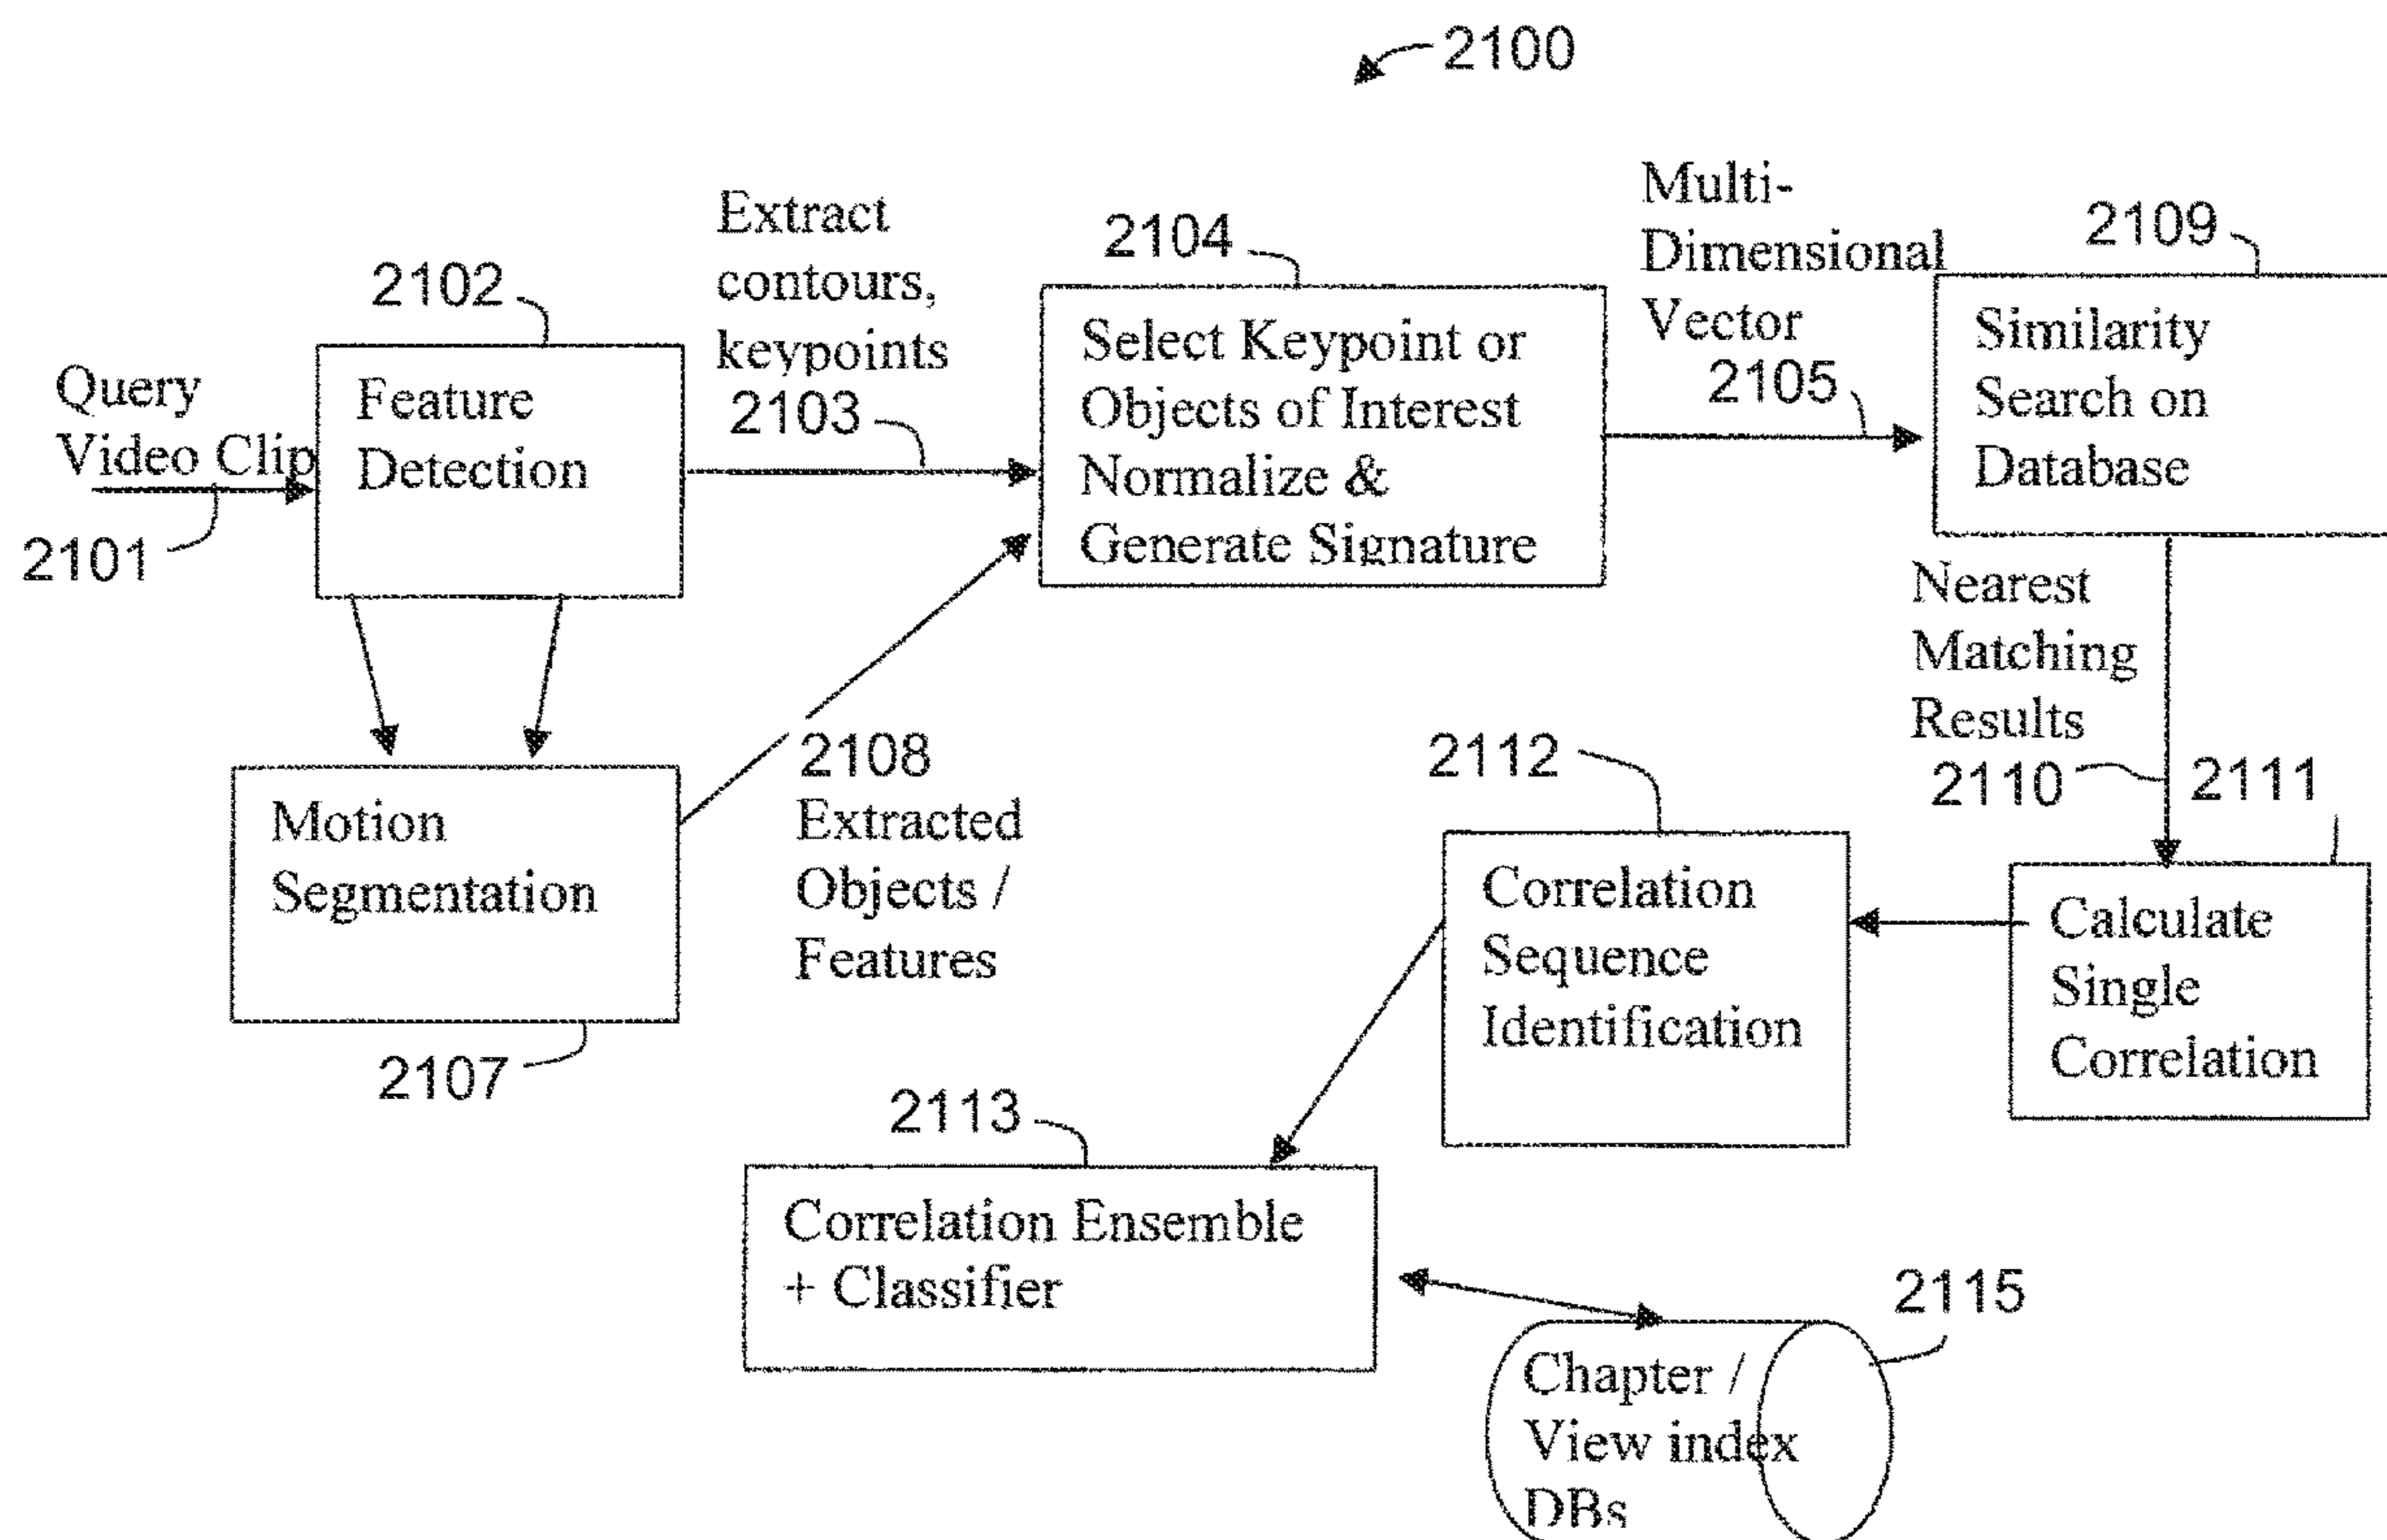 2100
Query
Video Clip
2101
2102
Feature
Detection
Extract
contours,
keypoints
2103
2104
Select Keypoint or
Objects of Interest
Normalize &
Generate Signature
Multi-
Dimensional
Vector
2105
2109
Similarity
Search on
Database
Motion
Segmentation
2107
2108
Extracted
Objects /
Features
Nearest
Matching
Results
2110
2111
Calculate
Single
Correlation
2112
Correlation
Sequence
Identification
2113
Correlation Ensemble
+ Classifier
2115
Chapter /
View index
DBs